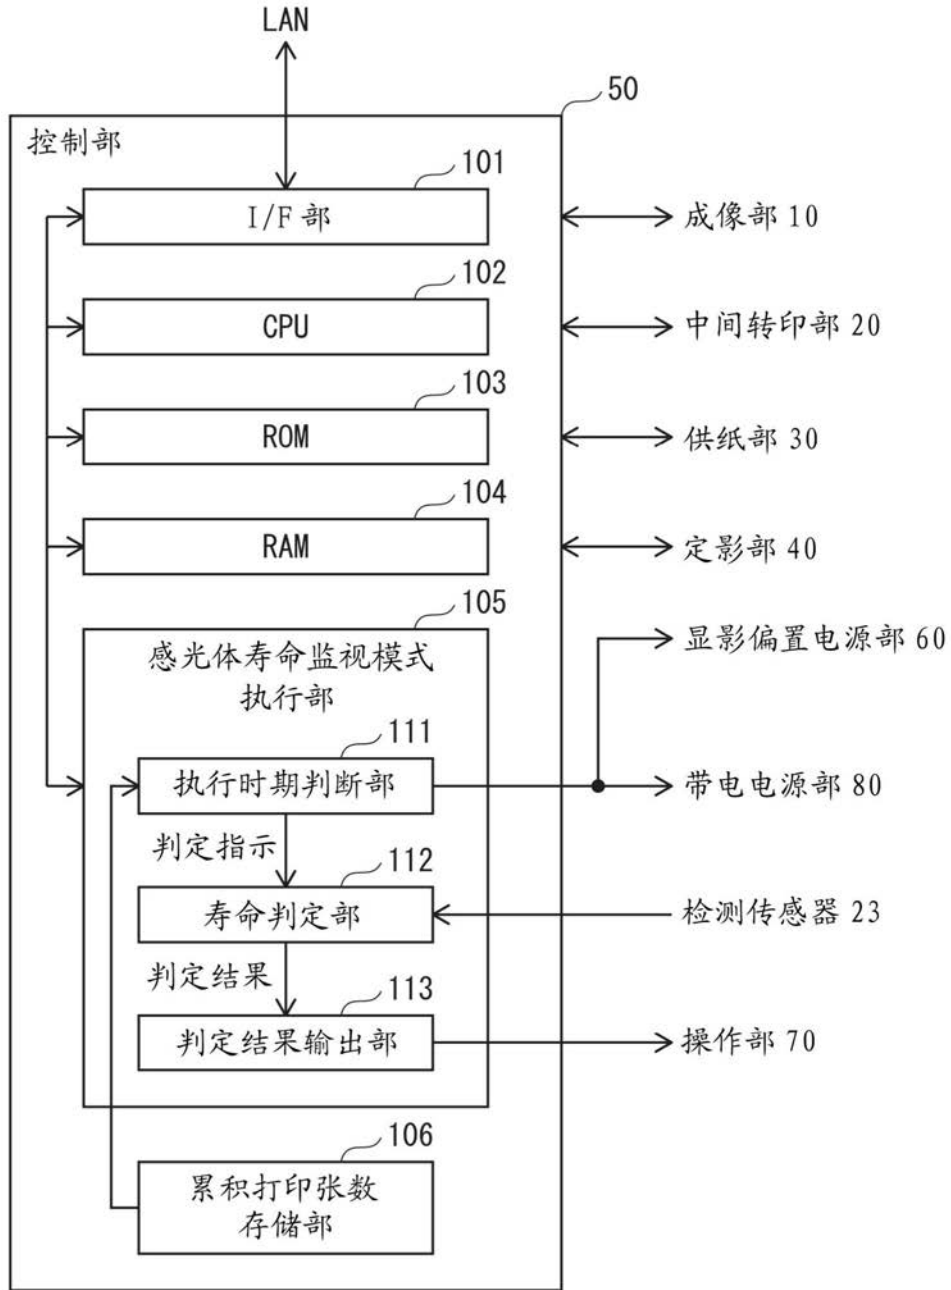 LAN
50
控制部
101
I/F 部
成像部 10
102
CPU
中间转印部 20
103
ROM
供纸部 30
104
RAM
定影部 40
105
感光体寿命监视模式
执行部
显影偏置电源部 60
111
执行时期判断部
带电电源部 80
判定指示
112
寿命判定部
检测传感器 23
判定结果
113
判定结果输出部
操作部 70
106
累积打印张数
存储部